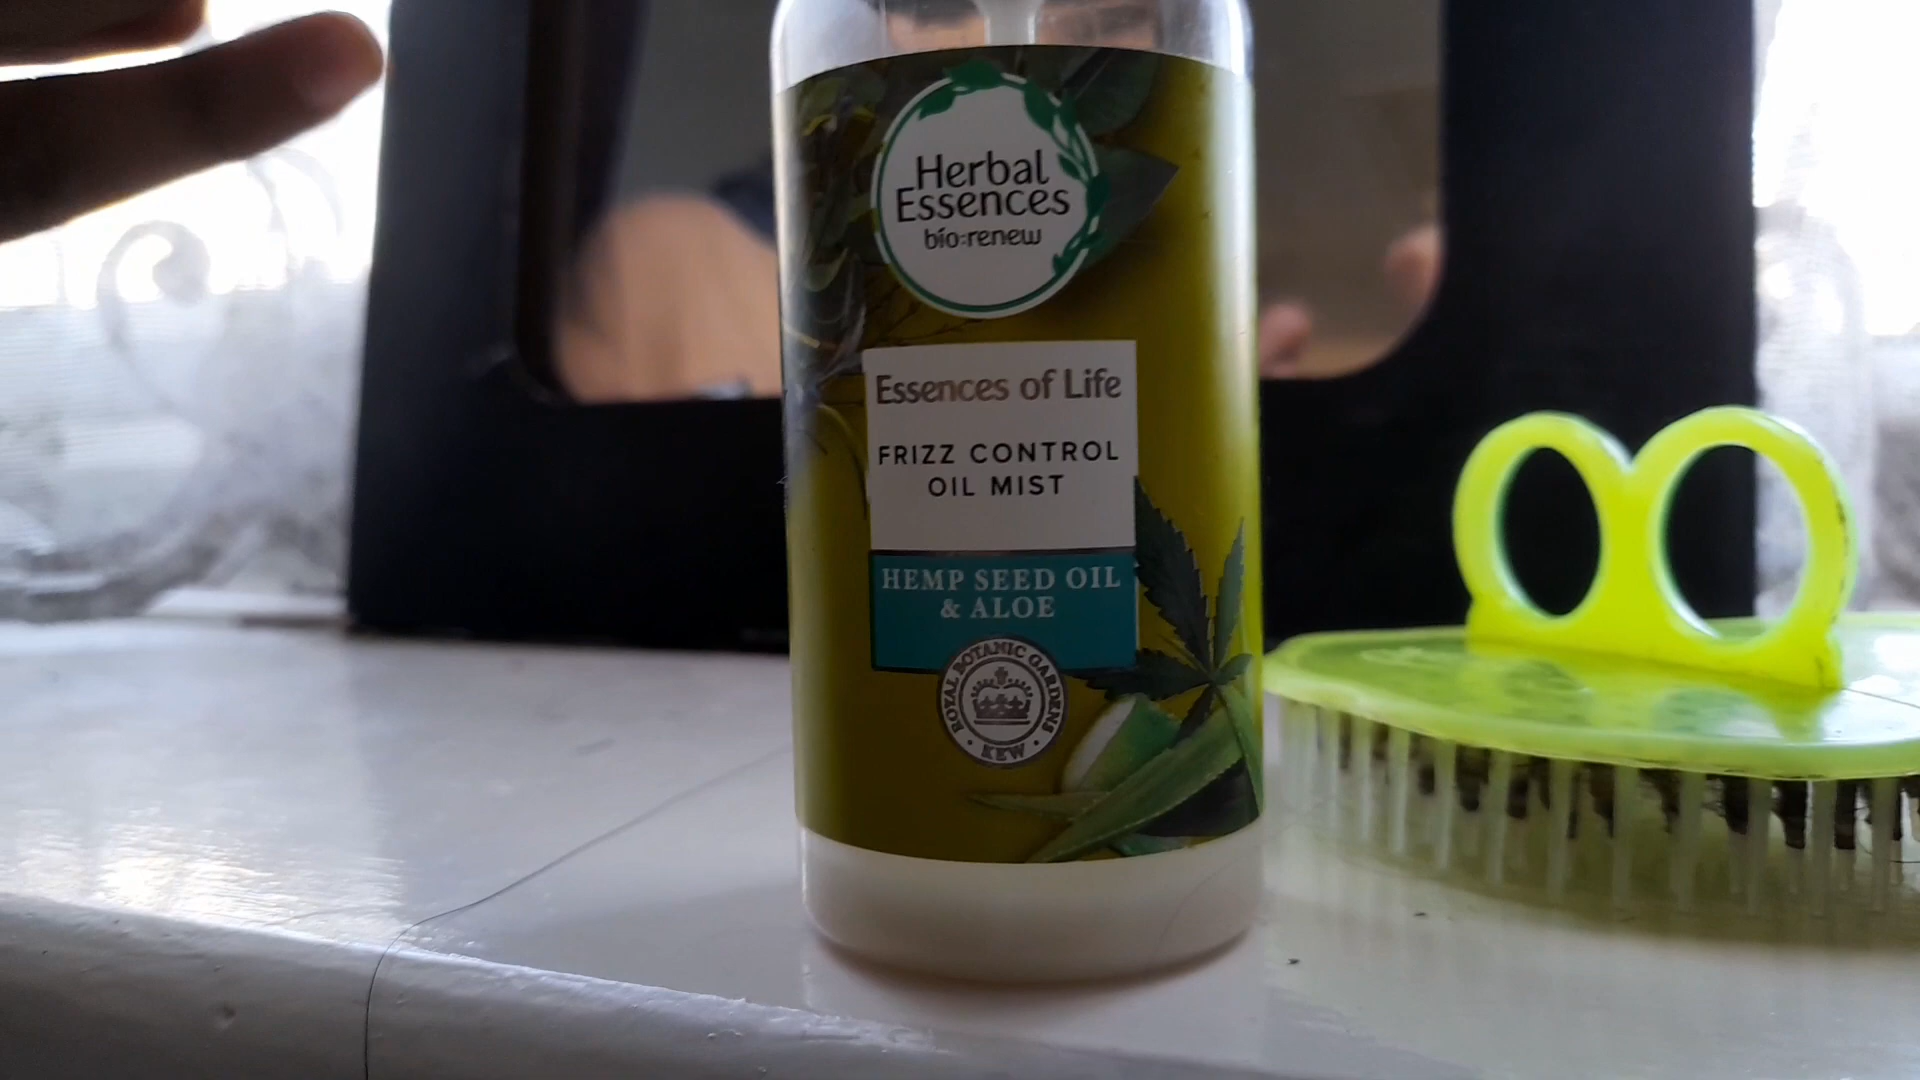 Herbal
Essences
bio:renew
Essences of Life
FRIZZ CONTROL
OIL MIST
HEMP SEED OIL
& ALOE
ROYAL BOTANIC GARDENS
• KEW •